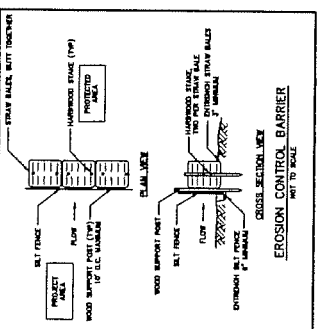 STRAW BALES, BUTT TOGETHER
HARDWOOD STAKE (TYP)
PROTECTED
AREA
PLAN VIEW
SILT FENCE
FLOW
WOOD SUPPORT POST (TYP)
10' O.C. MAXIMUM
PROJECT
AREA
HARDWOOD STAKE,
TWO PER STRAW BALE
ENTRENCH STRAW BALES
3" MINIMUM
WOOD SUPPORT POST
SILT FENCE
FLOW
ENTRENCH SILT FENCE
6" MINIMUM
CROSS SECTION VIEW
EROSION CONTROL BARRIER
NOT TO SCALE